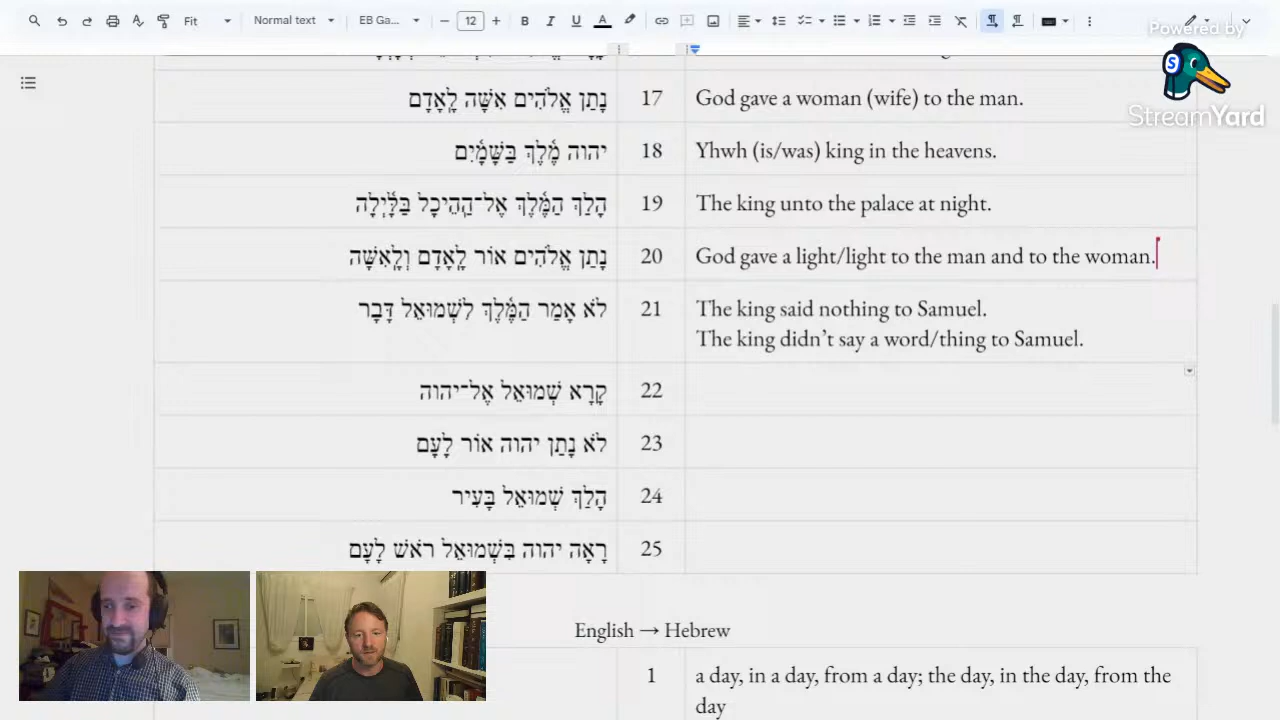 Fit
Normal text
EB Ga...
12
Powered by
StreamYard
נָתַן אֱלֹהִים אִשָּׁה לָֽאָדָם 17 God gave a woman (wife) to the man.
יהוה מֶ֫לֶךְ בַּשָּׁמָ֫יִם 18 Yhwh (is/was) king in the heavens.
הָלַךְ הַמֶּ֫לֶךְ אֶל־הַֽהֵיכָל בַּלַּ֫יְלָה 19 The king unto the palace at night.
נָתַן אֱלֹהִים אוֹר לָֽאָדָם וְלָֽאִשָּׁה 20 God gave a light/light to the man and to the woman.
לֹא אָמַר הַמֶּ֫לֶךְ לִשְׁמוּאֵל דָּבָר 21 The king said nothing to Samuel.
The king didn’t say a word/thing to Samuel.
קָרָא שְׁמוּאֵל אֶל־יהוה 22
לֹא נָתַן יהוה אוֹר לָעָם 23
הָלַךְ שְׁמוּאֵל בָּעִיר 24
רָאָה יהוה בִּשְׁמוּאֵל רֹאשׁ לָעָם 25
English → Hebrew
1 a day, in a day, from a day; the day, in the day, from the
day